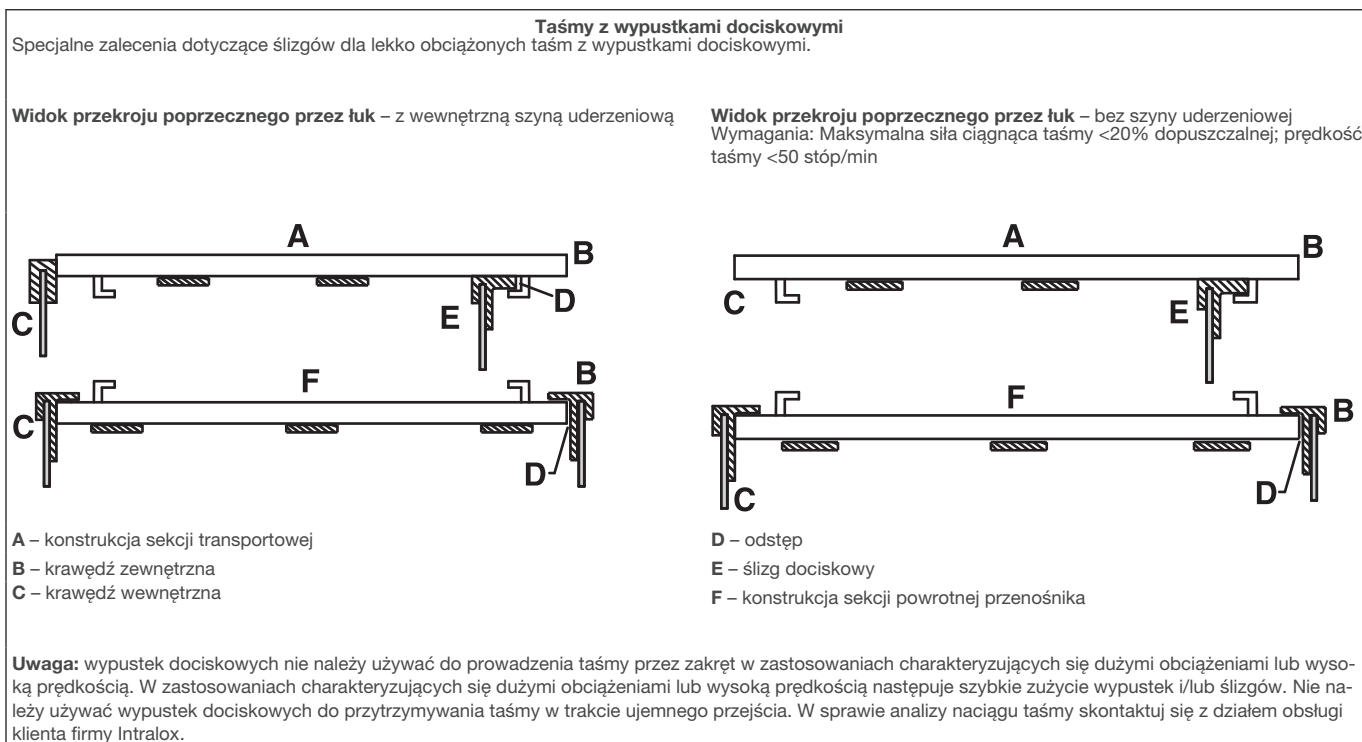 Taśmy z wypustkami dociskowymi
Specjalne zalecenia dotyczące ślizgów dla lekko obciążonych taśm z wypustkami dociskowymi.
Widok przekroju poprzecznego przez łuk – z wewnętrzną szyną uderzeniową
Widok przekroju poprzecznego przez łuk – bez szyny uderzeniowej
Wymagania: Maksymalna siła ciągnąca taśmy <20% dopuszczalnej; prędkość
taśmy <50 stóp/min
A
B
C
E
D
F
B
C
D
A
B
C
E
F
B
C
D
A – konstrukcja sekcji transportowej
B – krawędź zewnętrzna
C – krawędź wewnętrzna
D – odstęp
E – ślizg dociskowy
F – konstrukcja sekcji powrotnej przenośnika
Uwaga: wypustek dociskowych nie należy używać do prowadzenia taśmy przez zakręt w zastosowaniach charakteryzujących się dużymi obciążeniami lub wyso-
ką prędkością. W zastosowaniach charakteryzujących się dużymi obciążeniami lub wysoką prędkością następuje szybkie zużycie wypustek i/lub ślizgów. Nie na-
leży używać wypustek dociskowych do przytrzymywania taśmy w trakcie ujemnego przejścia. W sprawie analizy naciągu taśmy skontaktuj się z działem obsługi
klienta firmy Intralox.